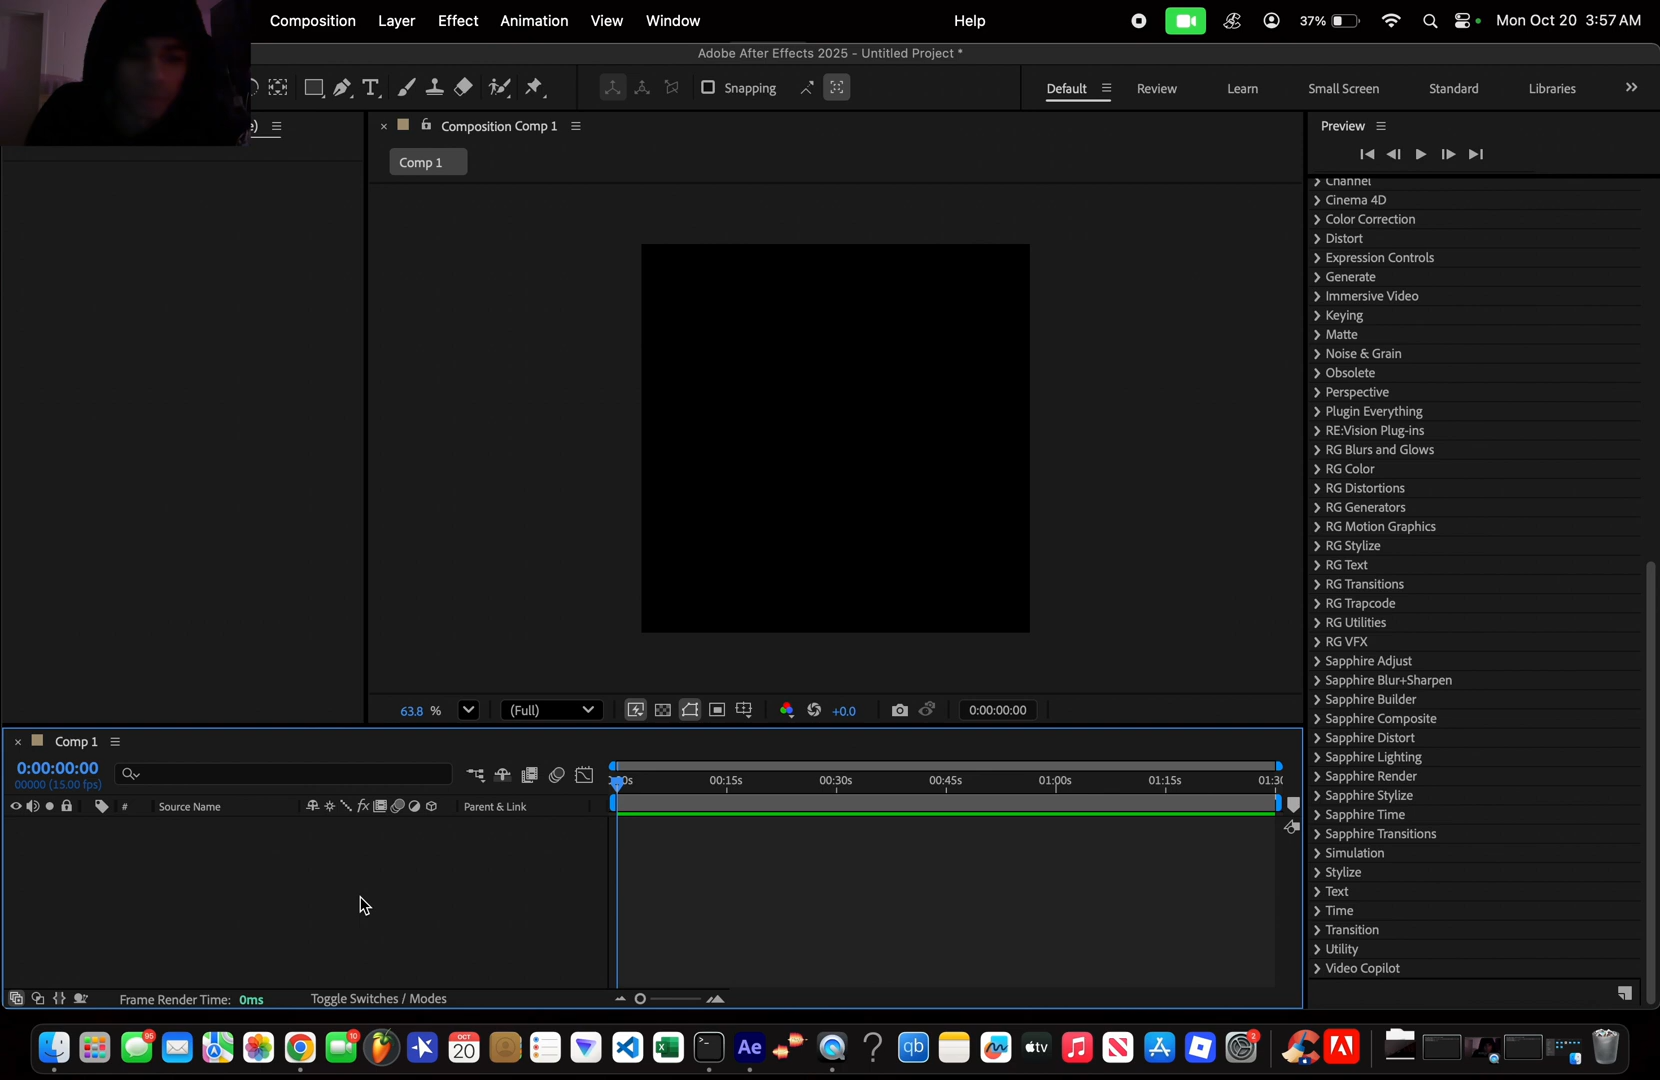 Composition Layer Effect Animation View Window Help 37% Mon Oct 20 3:57 AM
Adobe After Effects 2025 - Untitled Project *
T Snapping Default Review Learn Small Screen Standard Libraries
Composition Comp 1
Comp 1
Preview
Channel
Cinema 4D
Color Correction
Distort
Expression Controls
Generate
Immersive Video
Keying
Matte
Noise & Grain
Obsolete
Perspective
Plugin Everything
RE:Vision Plug-ins
RG Blurs and Glows
RG Color
RG Distortions
RG Generators
RG Motion Graphics
RG Stylize
RG Text
RG Transitions
RG Trapcode
RG Utilities
RG VFX
Sapphire Adjust
Sapphire Blur+Sharpen
Sapphire Builder
Sapphire Composite
Sapphire Distort
Sapphire Lighting
Sapphire Render
Sapphire Stylize
Sapphire Time
Sapphire Transitions
Simulation
Stylize
Text
Time
Transition
Utility
Video Copilot
63.8 % (Full) +0.0 0:00:00:00
Comp 1
0:00:00:00
00000 (15.00 fps)
00:15s 00:30s 00:45s 01:00s 01:15s
# Source Name fx Parent & Link
Frame Render Time: 0ms Toggle Switches / Modes
OCT
20
10
Ae
qb
tv
2